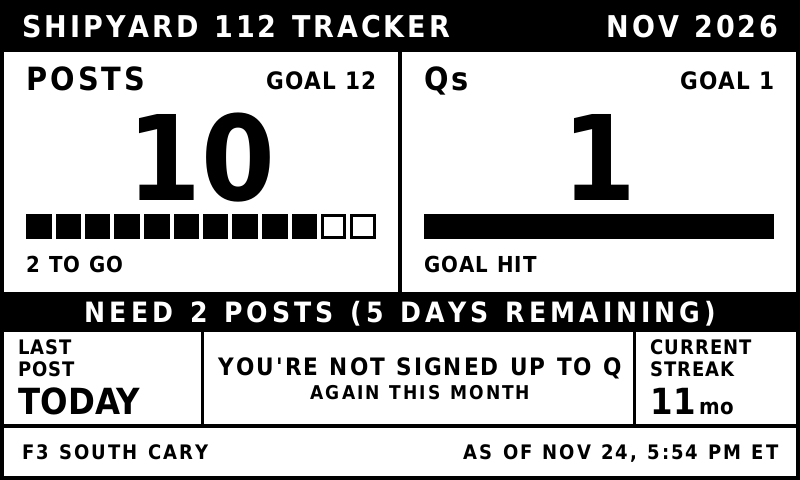 SHIPYARD 112 TRACKER NOV 2026
POSTS GOAL 12
10
2 TO GO
Qs GOAL 1
1
GOAL HIT
NEED 2 POSTS (5 DAYS REMAINING)
LAST
POST
TODAY
YOU'RE NOT SIGNED UP TO Q
AGAIN THIS MONTH
CURRENT
STREAK
11 mo
F3 SOUTH CARY AS OF NOV 24, 5:54 PM ET